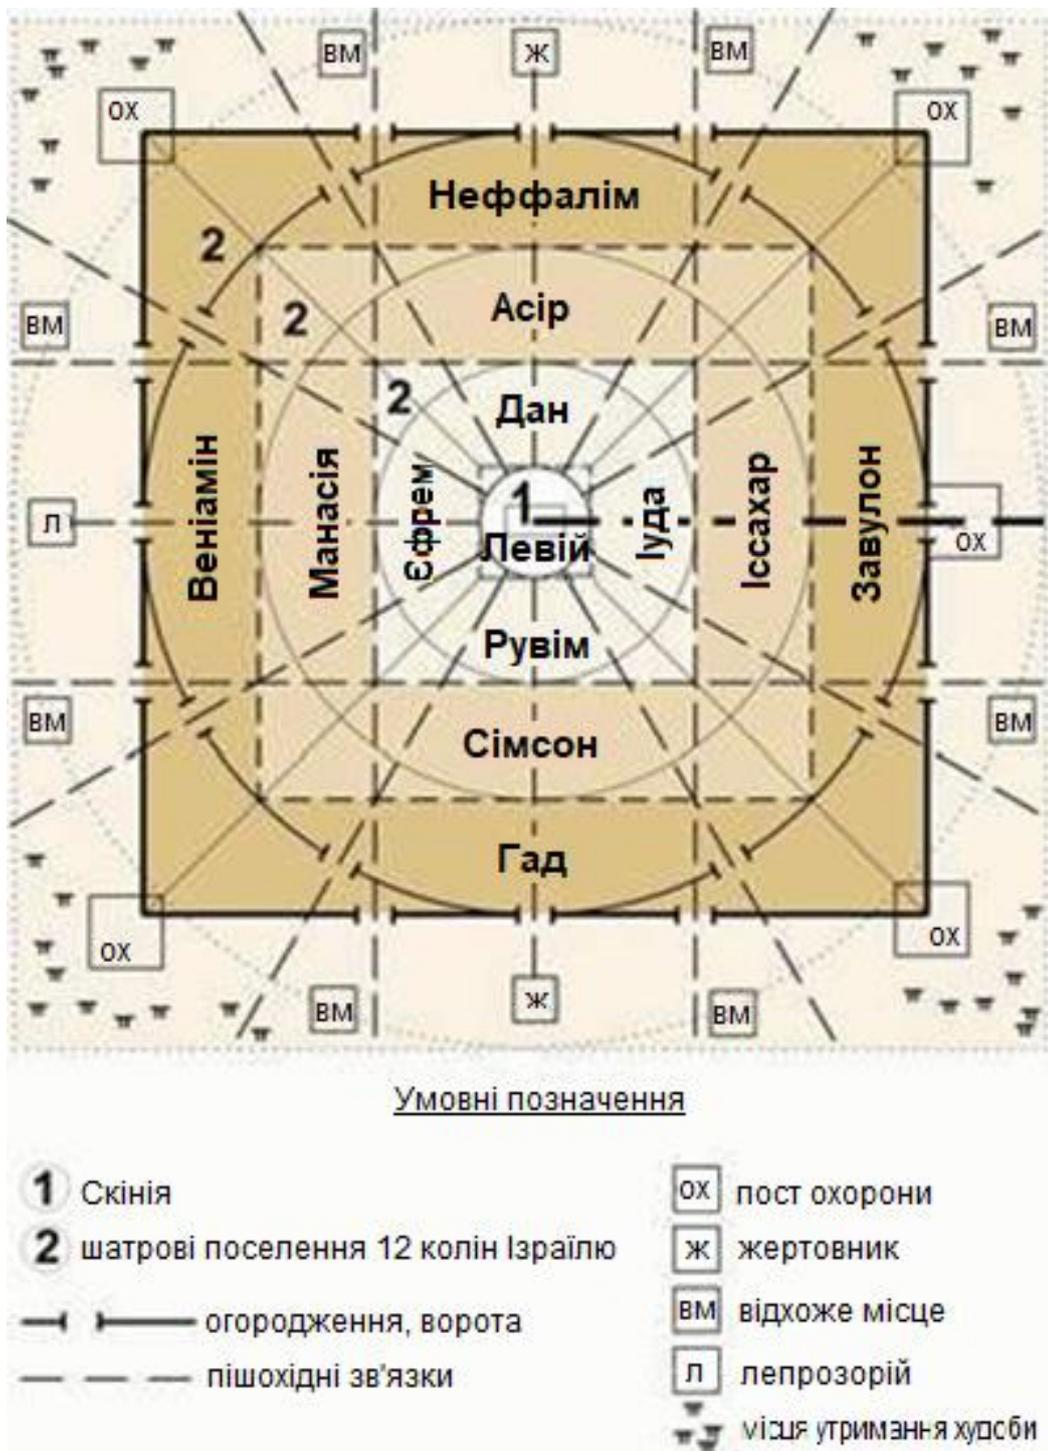 ВМ Ж ВМ
ОХ ОХ
Неффалім
2
2 Асір
ВМ ВМ
2 Дан
Веніамін Манасія Єфрем 1 Іуда Іссахар Завулон
Л Левій ОХ
Рувім
ВМ ВМ
Сімсон
Гад
ОХ ОХ
ВМ Ж ВМ
Умовні позначення
1 Скінія
2 шатрові поселення 12 колін Ізраїлю
огородження, ворота
пішохідні зв'язки
ОХ пост охорони
Ж жертовник
ВМ відхоже місце
Л лепрозорій
місця утримання худоби